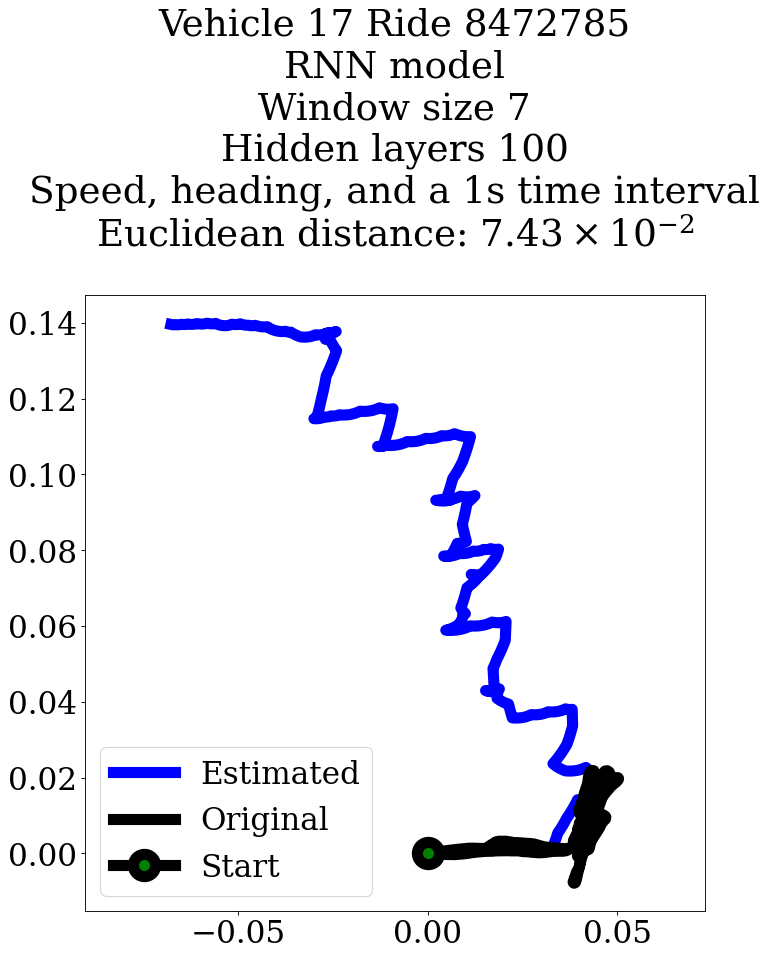 Vehicle 17 Ride 8472785
RNN model
Window size 7
Hidden layers 100
Speed, heading, and a 1s time interval
Euclidean distance: 7.43 × 10⁻²
0.14
0.12
0.10
0.08
0.06
0.04
0.02
0.00
Estimated
Original
Start
−0.05
0.00
0.05